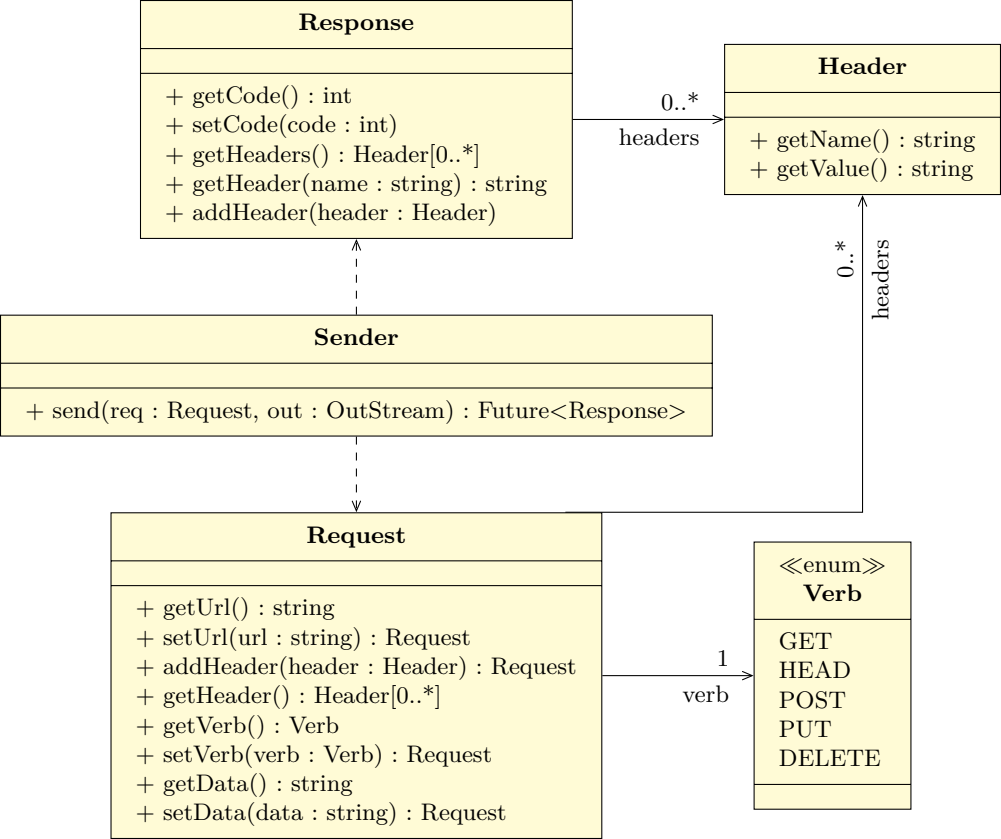 Response
+ getCode() : int
+ setCode(code : int)
+ getHeaders() : Header[0..*]
+ getHeader(name : string) : string
+ addHeader(header : Header)
0..*
headers
Header
+ getName() : string
+ getValue() : string
0..*
headers
Sender
+ send(req : Request, out : OutStream) : Future<Response>
Request
+ getUrl() : string
+ setUrl(url : string) : Request
+ addHeader(header : Header) : Request
+ getHeader() : Header[0..*]
+ getVerb() : Verb
+ setVerb(verb : Verb) : Request
+ getData() : string
+ setData(data : string) : Request
1
verb
≪enum≫
Verb
GET
HEAD
POST
PUT
DELETE